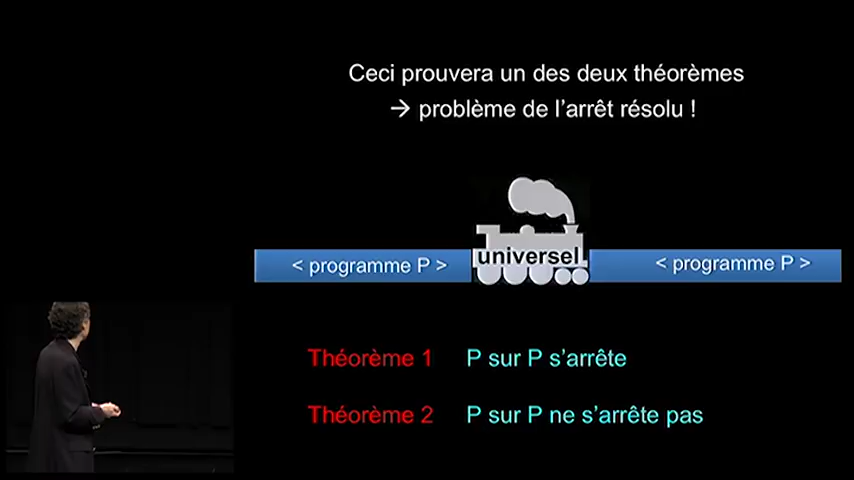 Ceci prouvera un des deux théorèmes
→ problème de l'arrêt résolu !
< programme P > universel < programme P >
Théorème 1 P sur P s'arrête
Théorème 2 P sur P ne s'arrête pas